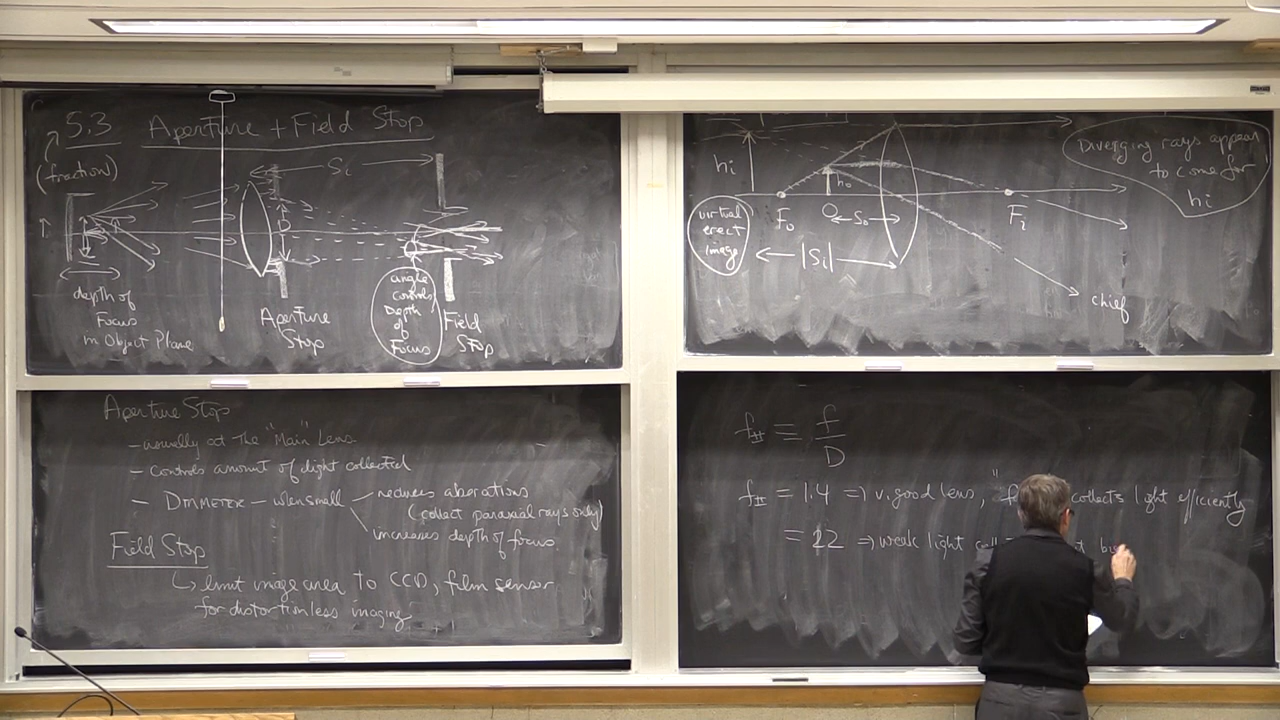 5.3 Aperture + Field Stop
(fraction)
Si
D
depth of
Focus
in Object Plane
Aperture
Stop
angle
controls
Depth
of
Focus
Field
Stop
Aperture Stop
- usually at the "Main" Lens
- Controls amount of light collected
- DIAMETER - when small
reduces aberations
(collect paraxial rays only)
increases depth of focus
Field Stop
↳ limit image area to CCD, film sensor
for distortionless imaging
hi
ho
Fo
O
So
Fi
|Si|
virtual
erect
image
chief
Diverging rays appear
to come for
hi
f# ≡ f/D
f# = 1.4 ⇒ v. good lens, " collects light efficiently
= 22 ⇒ weak light